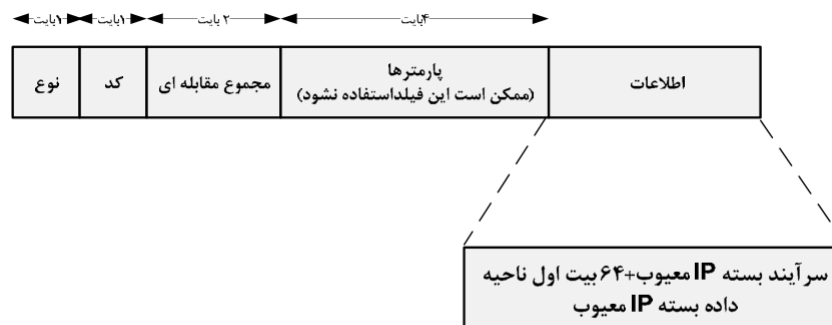 ۱بایت
۱بایت
۲ بایت
۴بایت
نوع
کد
مجموع مقابله ای
پارمترها
(ممکن است این فیلداستفاده نشود)
اطلاعات
سرآیند بسته IP معیوب+۶۴بیت اول ناحیه
داده بسته IP معیوب